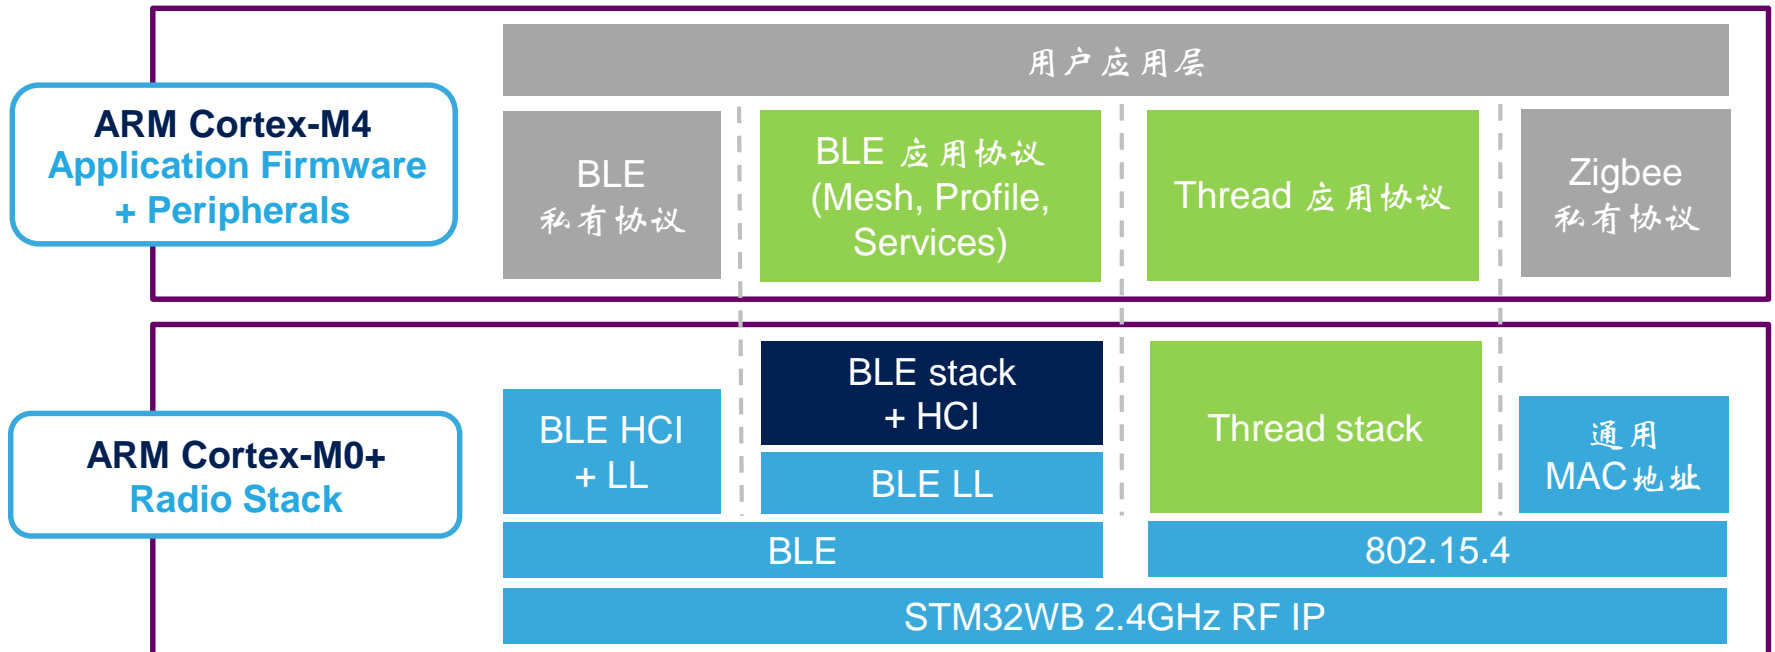 用户应用层
ARM Cortex-M4
Application Firmware
+ Peripherals
BLE
私有协议
BLE 应用协议
(Mesh, Profile,
Services)
Thread 应用协议
Zigbee
私有协议
ARM Cortex-M0+
Radio Stack
BLE HCI
+ LL
BLE stack
+ HCI
BLE LL
Thread stack
通用
MAC地址
BLE
802.15.4
STM32WB 2.4GHz RF IP